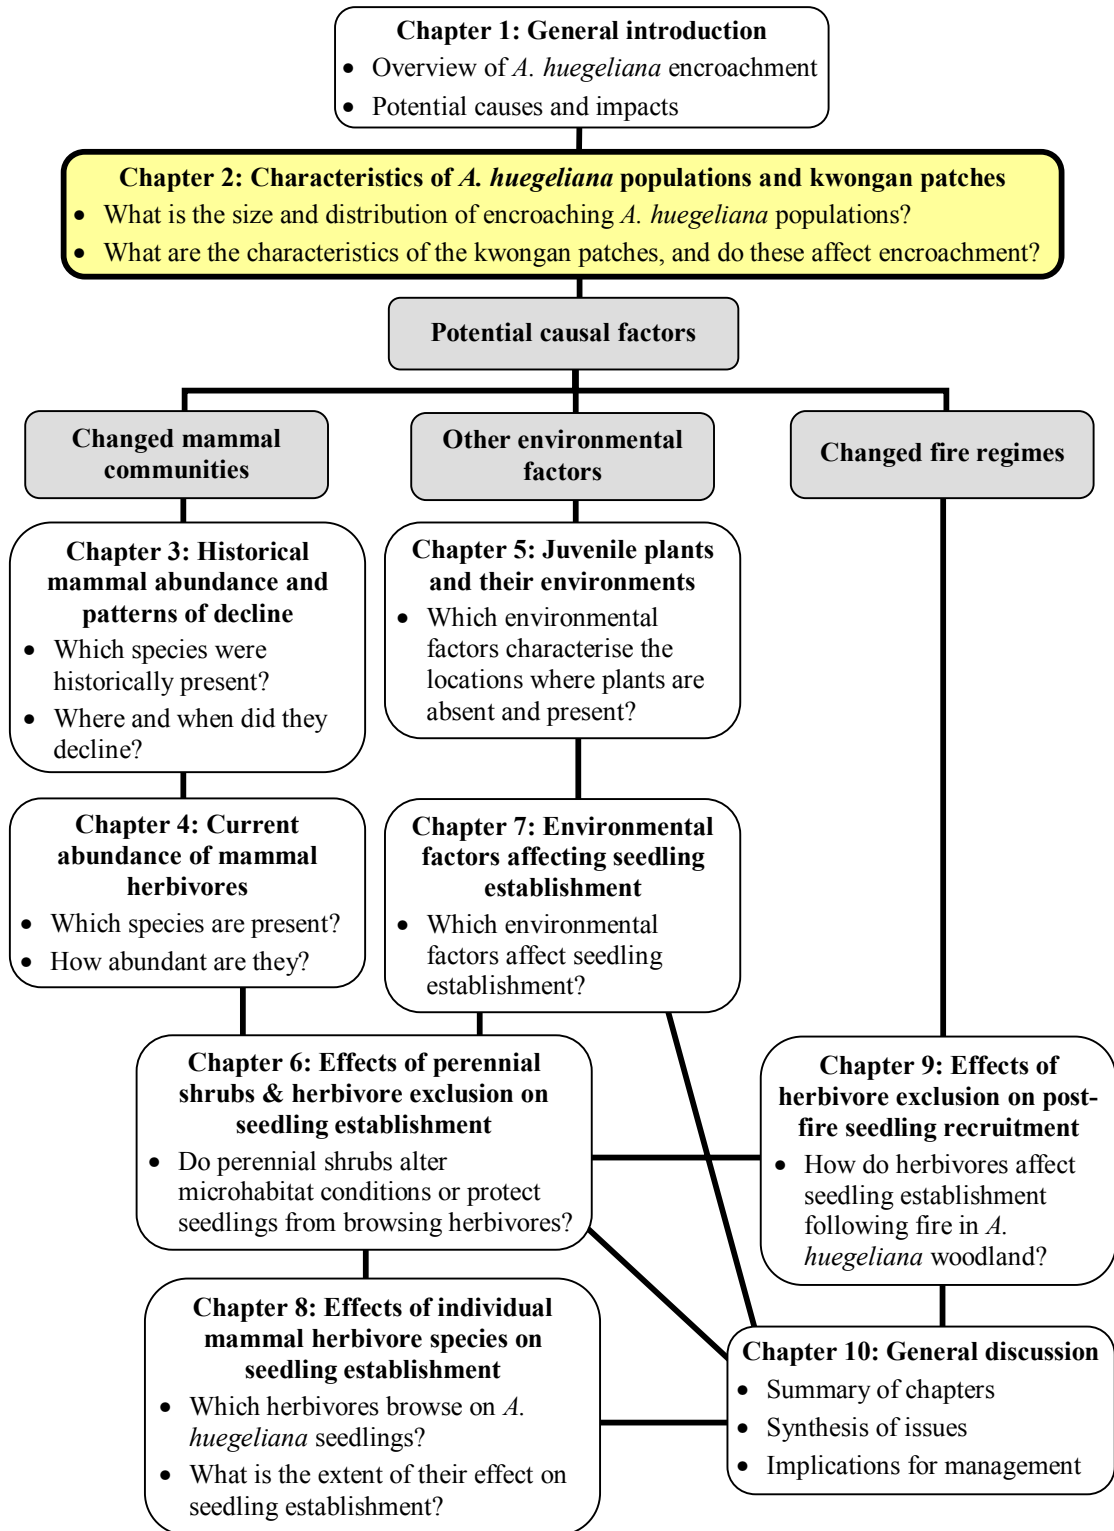 Chapter 1: General introduction
• Overview of A. huegeliana encroachment
• Potential causes and impacts
Chapter 2: Characteristics of A. huegeliana populations and kwongan patches
• What is the size and distribution of encroaching A. huegeliana populations?
• What are the characteristics of the kwongan patches, and do these affect encroachment?
Potential causal factors
Changed mammal
communities
Other environmental
factors
Changed fire regimes
Chapter 3: Historical
mammal abundance and
patterns of decline
• Which species were
historically present?
• Where and when did they
decline?
Chapter 5: Juvenile plants
and their environments
• Which environmental
factors characterise the
locations where plants are
absent and present?
Chapter 4: Current
abundance of mammal
herbivores
• Which species are present?
• How abundant are they?
Chapter 7: Environmental
factors affecting seedling
establishment
• Which environmental
factors affect seedling
establishment?
Chapter 6: Effects of perennial
shrubs & herbivore exclusion on
seedling establishment
• Do perennial shrubs alter
microhabitat conditions or protect
seedlings from browsing herbivores?
Chapter 9: Effects of
herbivore exclusion on post-
fire seedling recruitment
• How do herbivores affect
seedling establishment
following fire in A.
huegeliana woodland?
Chapter 8: Effects of individual
mammal herbivore species on
seedling establishment
• Which herbivores browse on A.
huegeliana seedlings?
• What is the extent of their effect on
seedling establishment?
Chapter 10: General discussion
• Summary of chapters
• Synthesis of issues
• Implications for management